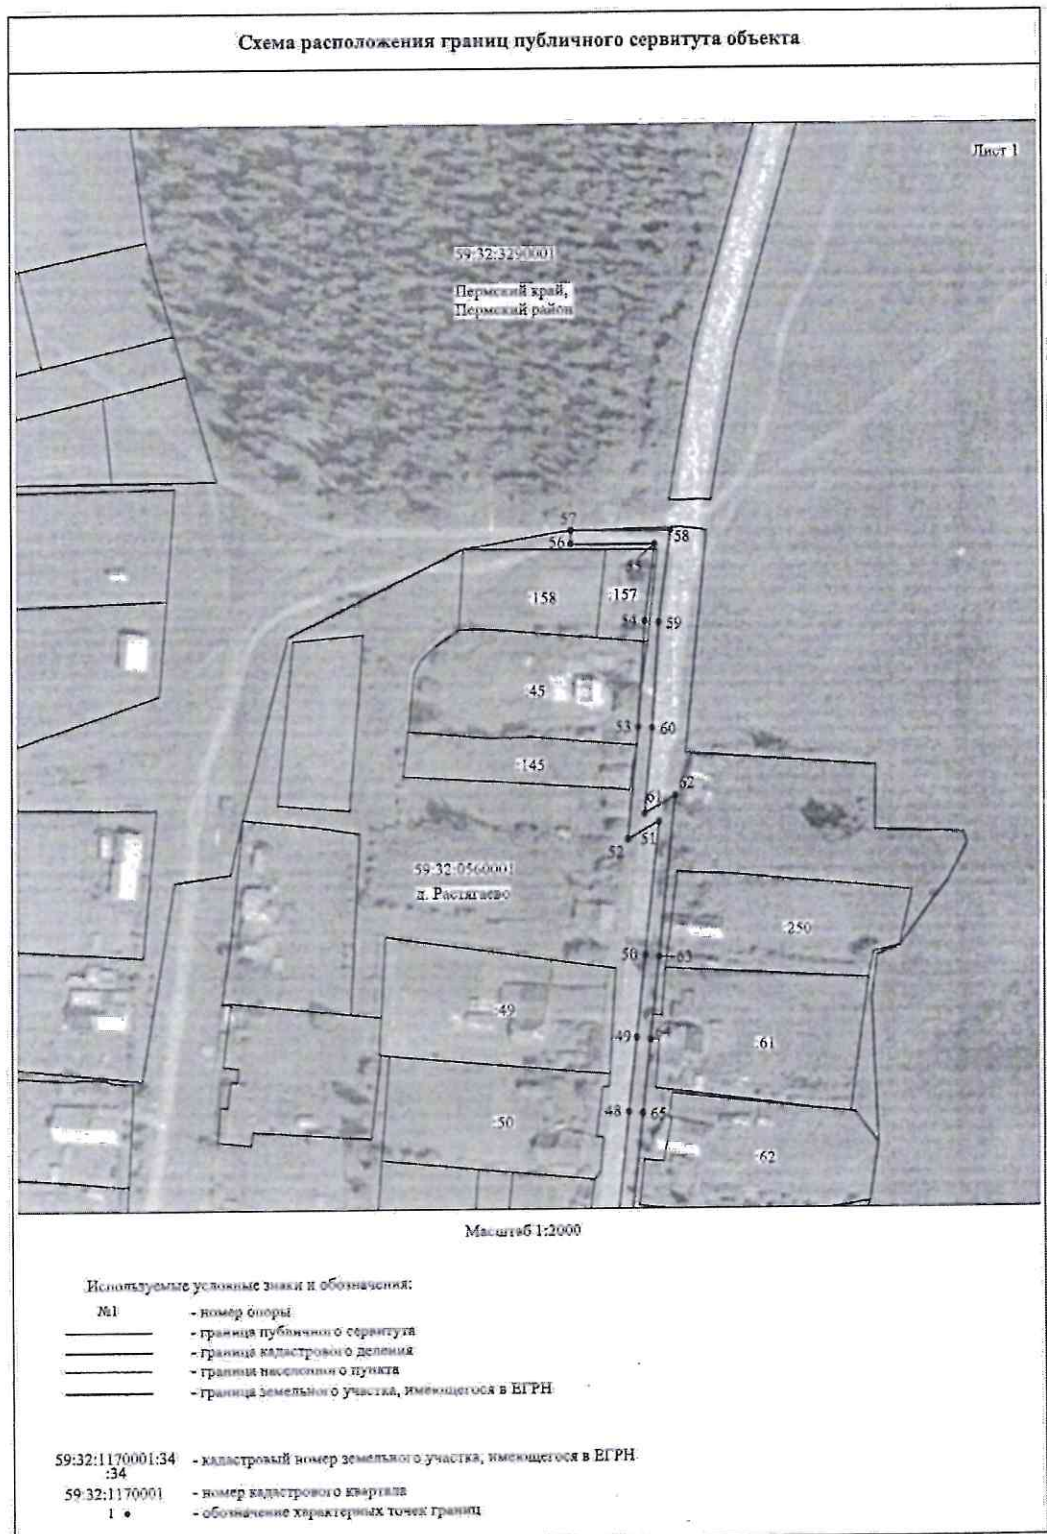 Схема расположения границ публичного сервитута объекта
Лист 1
59:32:3290001
Пермский край,
Пермский район
57
58
56
55
:158
:157
54
59
:45
53
60
:145
62
61
51
52
59:32:0560001
д. Растягаево
:250
50
63
:49
49
64
:61
48
65
:50
:62
Масштаб 1:2000
Используемые условные знаки и обозначения:
№1 - номер опоры
- граница публичного сервитута
- граница кадастрового деления
- граница населенного пункта
- граница земельного участка, имеющегося в ЕГРН
59:32:1170001:34 - кадастровый номер земельного участка, имеющегося в ЕГРН
:34
59:32:1170001 - номер кадастрового квартала
1 • - обозначение характерных точек границ